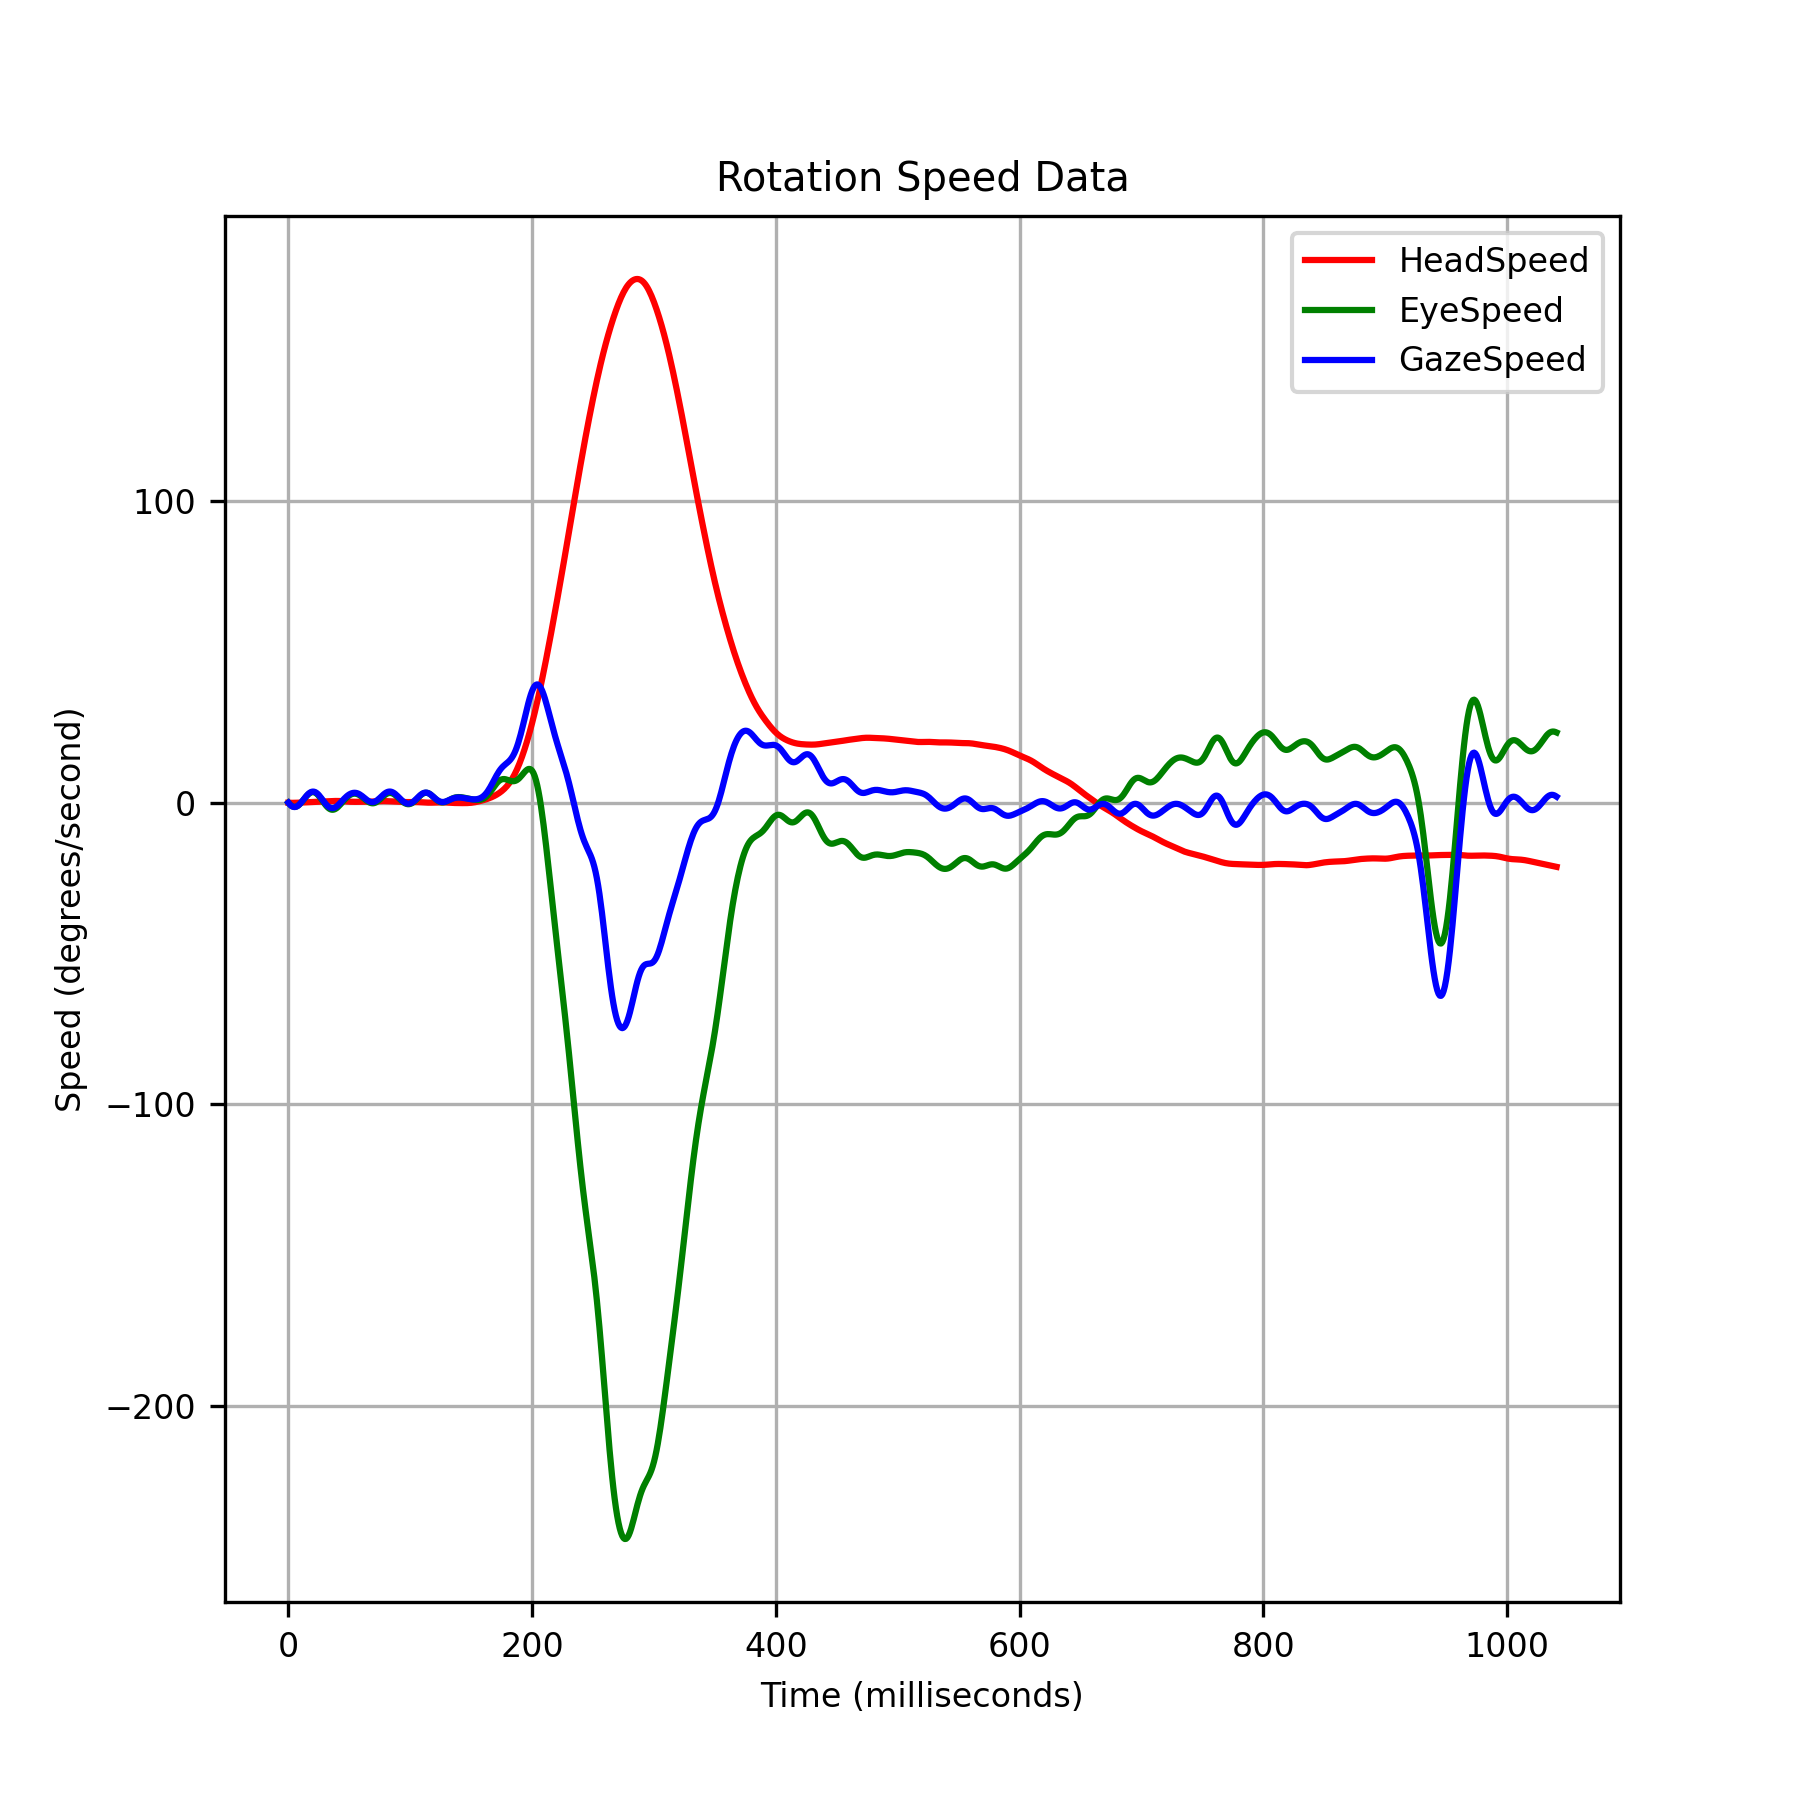 Rotation Speed Data
HeadSpeed
EyeSpeed
GazeSpeed
Speed (degrees/second)
100
0
−100
−200
0 200 400 600 800 1000
Time (milliseconds)